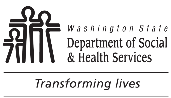 Washington State
Department of Social
& Health Services
Transforming lives